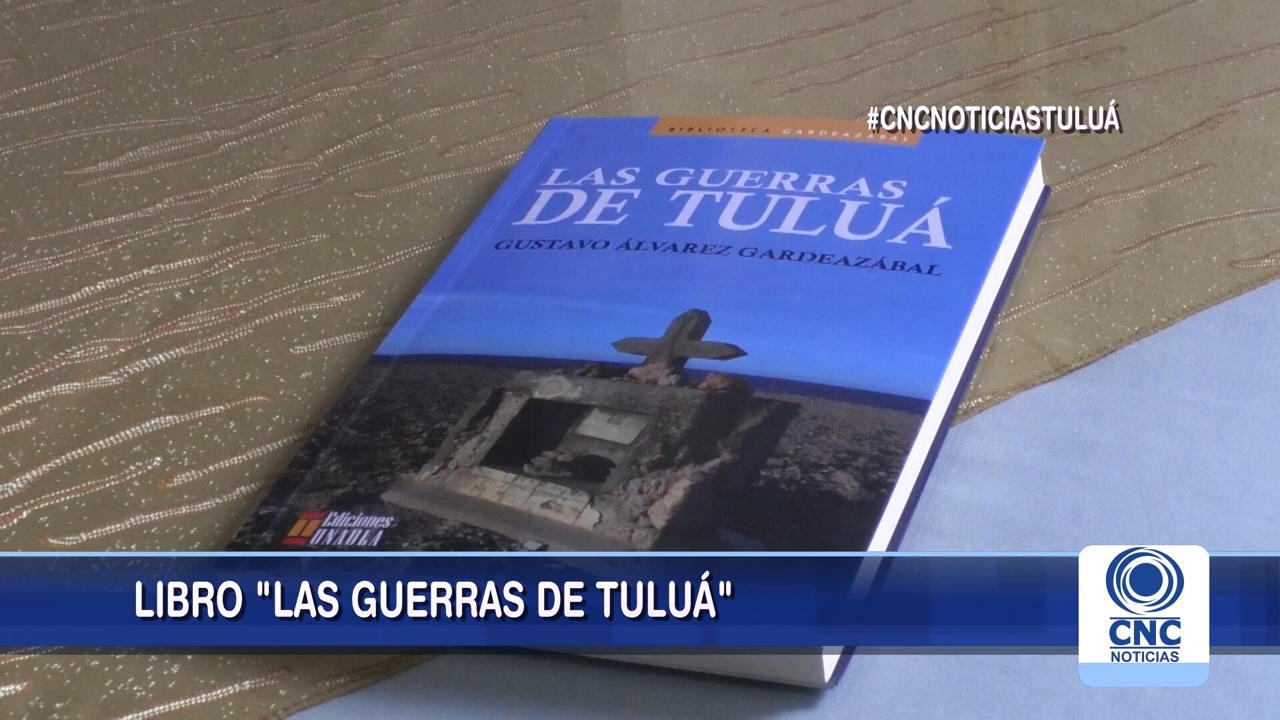 #CNCNOTICIASTULUÁ
BIBLIOTECA GARDEAZÁBAL
LAS GUERRAS
DE TULUÁ
GUSTAVO ÁLVAREZ GARDEAZÁBAL
Ediciones
UNAULA
LIBRO "LAS GUERRAS DE TULUÁ"
CNC
NOTICIAS